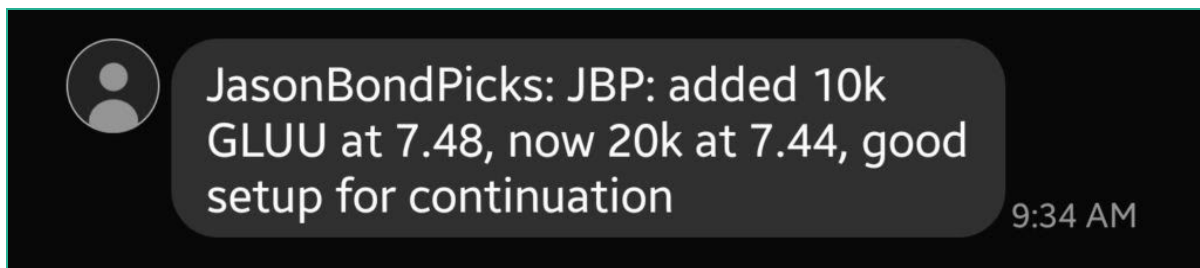 JasonBondPicks: JBP: added 10k
GLUU at 7.48, now 20k at 7.44, good
setup for continuation
9:34 AM